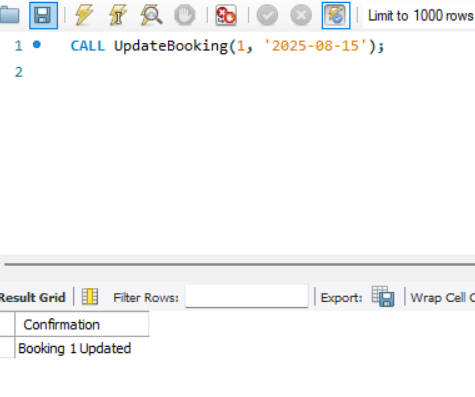 Limit to 1000 rows
1 CALL UpdateBooking(1, '2025-08-15');
2
Result Grid Filter Rows: Export: Wrap Cell
Confirmation
Booking 1 Updated